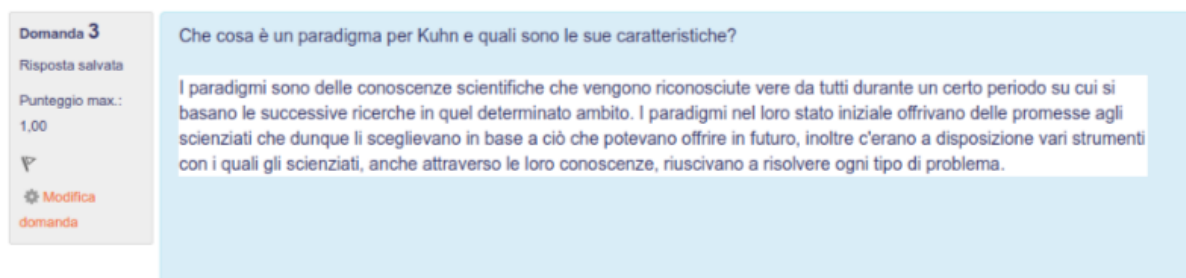 Domanda 3
Risposta salvata
Punteggio max.:
1,00
Modifica
domanda
Che cosa è un paradigma per Kuhn e quali sono le sue caratteristiche?
I paradigmi sono delle conoscenze scientifiche che vengono riconosciute vere da tutti durante un certo periodo su cui si
basano le successive ricerche in quel determinato ambito. I paradigmi nel loro stato iniziale offrivano delle promesse agli
scienziati che dunque li sceglievano in base a ciò che potevano offrire in futuro, inoltre c'erano a disposizione vari strumenti
con i quali gli scienziati, anche attraverso le loro conoscenze, riuscivano a risolvere ogni tipo di problema.